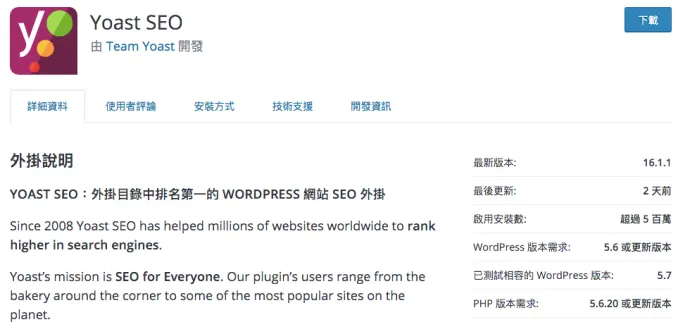 yo
Yoast SEO
由 Team Yoast 開發
下載
詳細資料 使用者評論 安裝方式 技術支援 開發資訊
外掛說明
YOAST SEO：外掛目錄中排名第一的 WORDPRESS 網站 SEO 外掛
Since 2008 Yoast SEO has helped millions of websites worldwide to rank
higher in search engines.
Yoast’s mission is SEO for Everyone. Our plugin’s users range from the
bakery around the corner to some of the most popular sites on the
planet.
最新版本: 16.1.1
最後更新: 2 天前
啟用安裝數: 超過 5 百萬
WordPress 版本需求: 5.6 或更新版本
已測試相容的 WordPress 版本: 5.7
PHP 版本需求: 5.6.20 或更新版本